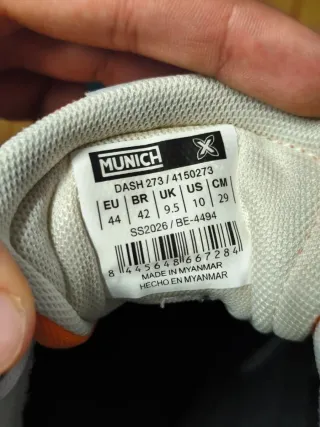 MUNICH
DASH 273 / 4150273
EU BR UK US CM
44 42 9.5 10 29
SS2026 / BE-4494
8 445648 667284
MADE IN MYANMAR
HECHO EN MYANMAR